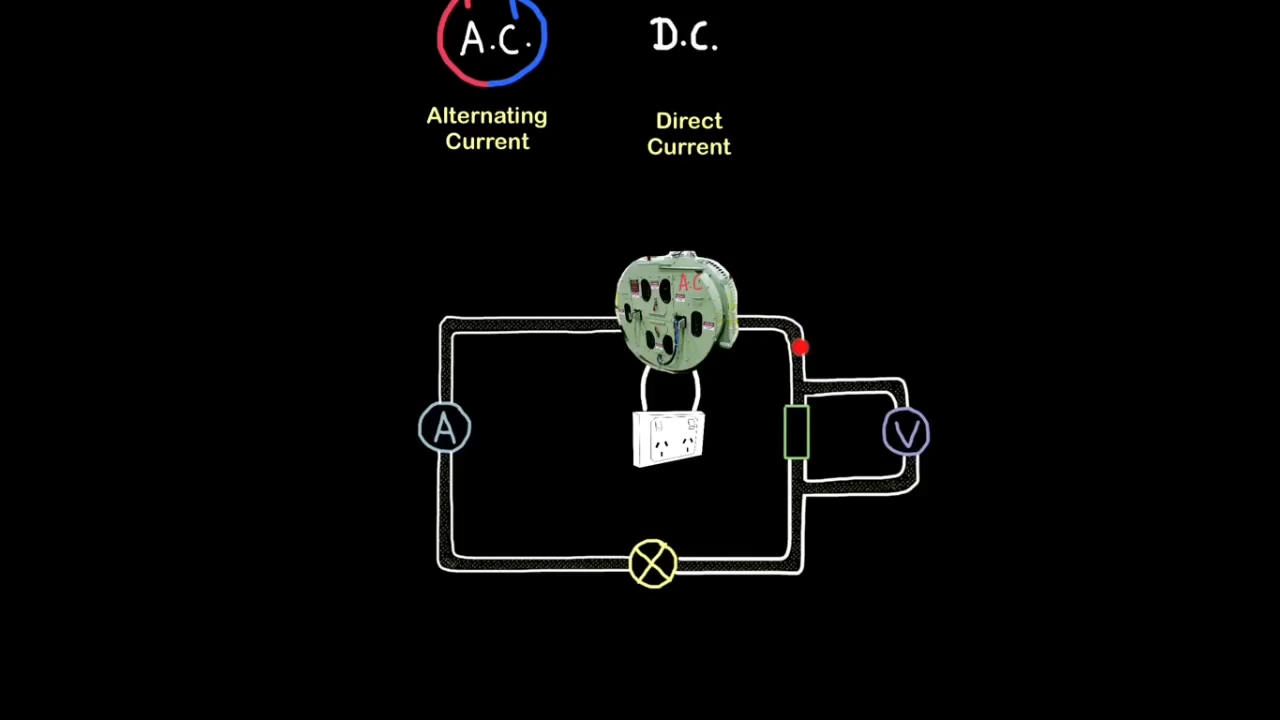 A.C.
D.C.
Alternating
Current
Direct
Current
A.C
A
V